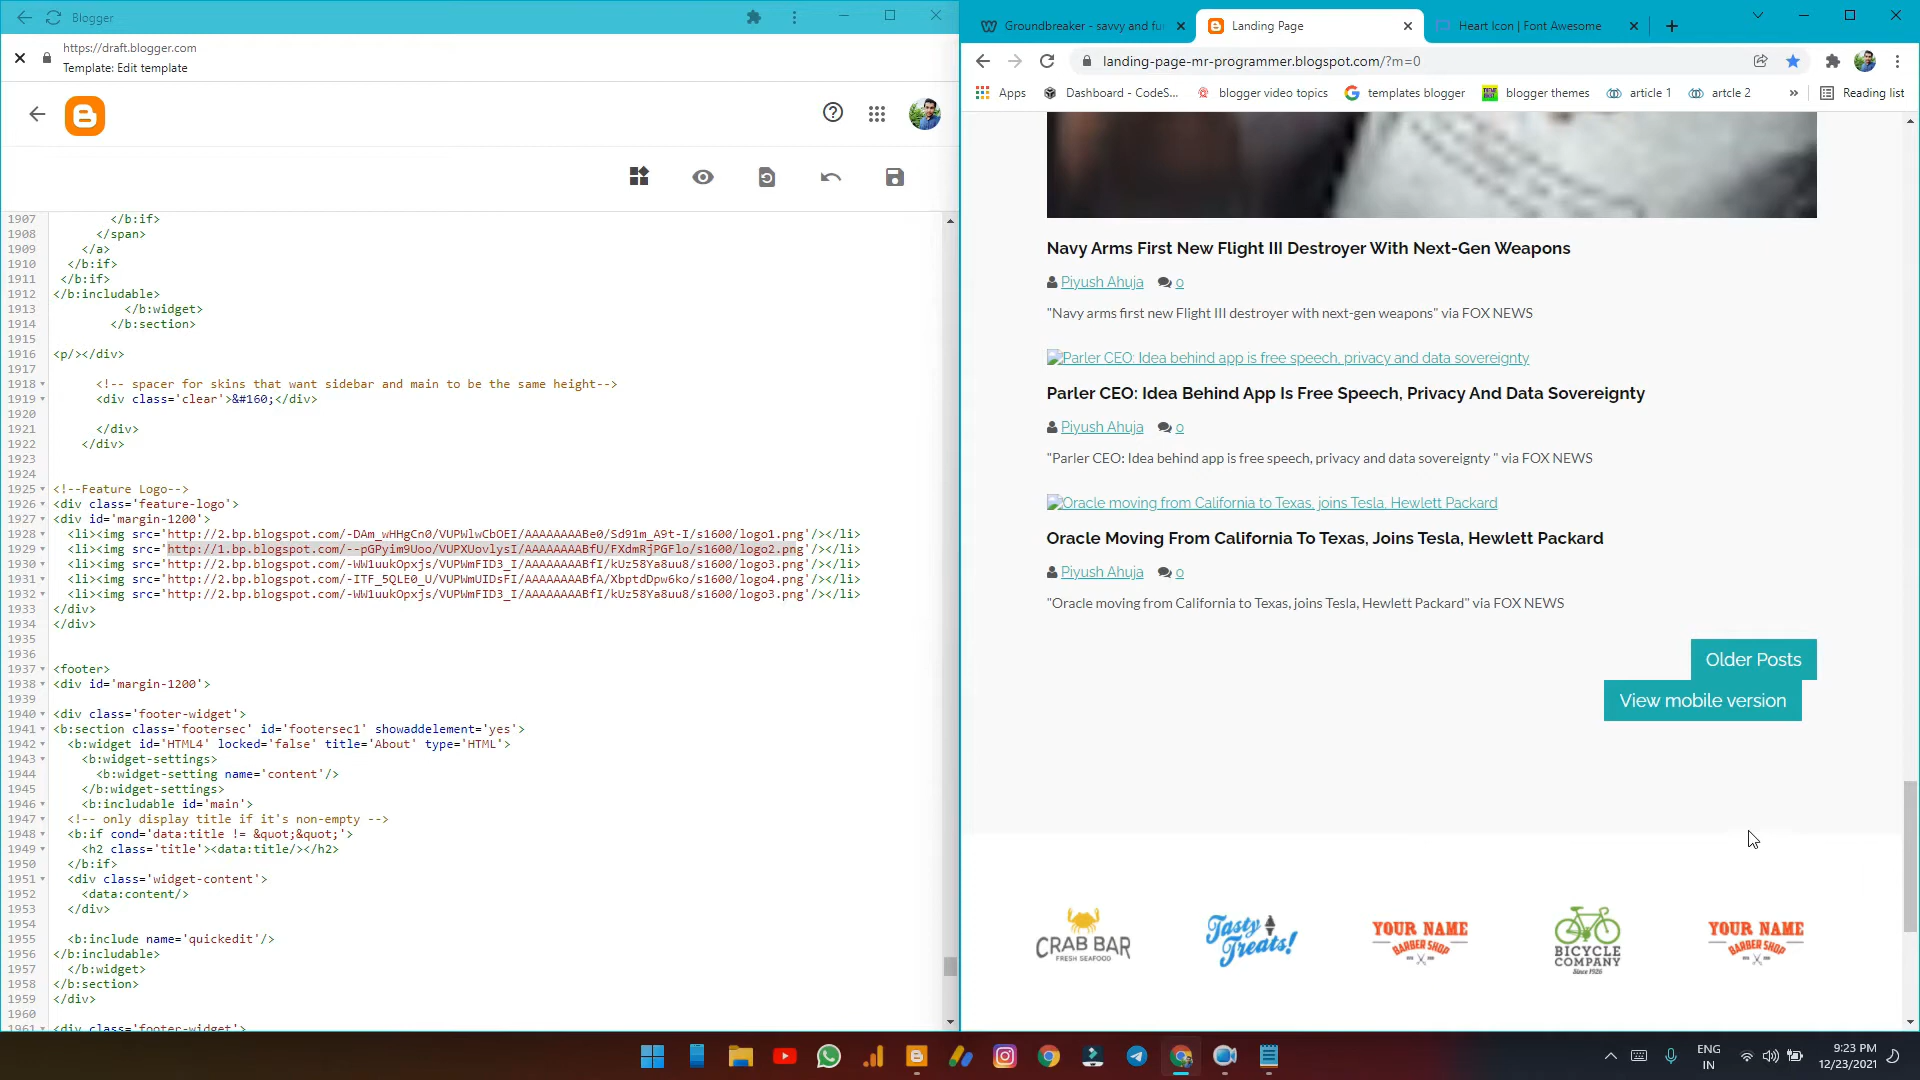 Blogger
https://draft.blogger.com
Template: Edit template
1907 </b:if>
1908 </span>
1909 </a>
1910 </b:if>
1911 </b:if>
1912 </b:includable>
1913 </b:widget>
1914 </b:section>
1915
1916 <p/></div>
1917
1918 <!-- spacer for skins that want sidebar and main to be the same height-->
1919 <div class='clear'>&#160;</div>
1920
1921 </div>
1922 </div>
1923
1924
1925 <!--Feature Logo-->
1926 <div class='feature-logo'>
1927 <div id='margin-1200'>
1928 <li><img src='http://2.bp.blogspot.com/-DAm_wHHgCn0/VUPWlwCbOEI/AAAAAAAABe0/Sd91m_A9t-I/s1600/logo1.png'/></li>
1929 <li><img src='http://1.bp.blogspot.com/--pGPyim9Uoo/VUPXUovlysI/AAAAAAAABfU/FXdmRjPGFlo/s1600/logo2.png'/></li>
1930 <li><img src='http://2.bp.blogspot.com/-WW1uukOpxjs/VUPWmFID3_I/AAAAAAAABfI/kUz58Ya8uu8/s1600/logo3.png'/></li>
1931 <li><img src='http://2.bp.blogspot.com/-ITF_5QLE0_U/VUPWmUIDsFI/AAAAAAAABfA/XbptdDpw6ko/s1600/logo4.png'/></li>
1932 <li><img src='http://2.bp.blogspot.com/-WW1uukOpxjs/VUPWmFID3_I/AAAAAAAABfI/kUz58Ya8uu8/s1600/logo3.png'/></li>
1933 </div>
1934 </div>
1935
1936
1937 <footer>
1938 <div id='margin-1200'>
1939
1940 <div class='footer-widget'>
1941 <b:section class='footersec' id='footersec1' showaddelement='yes'>
1942 <b:widget id='HTML4' locked='false' title='About' type='HTML'>
1943 <b:widget-settings>
1944 <b:widget-setting name='content'/>
1945 </b:widget-settings>
1946 <b:includable id='main'>
1947 <!-- only display title if it's non-empty -->
1948 <b:if cond='data:title != &quot;&quot;'>
1949 <h2 class='title'><data:title/></h2>
1950 </b:if>
1951 <div class='widget-content'>
1952 <data:content/>
1953 </div>
1954
1955 <b:include name='quickedit'/>
1956 </b:includable>
1957 </b:widget>
1958 </b:section>
1959 </div>
1960
1961 <div class='footer-widget'>
Groundbreaker - savvy and fu
Landing Page
Heart Icon | Font Awesome
landing-page-mr-programmer.blogspot.com/?m=0
Apps
Dashboard - CodeS...
blogger video topics
templates blogger
blogger themes
article 1
artcle 2
»
Reading list
Navy Arms First New Flight III Destroyer With Next-Gen Weapons
Piyush Ahuja 0
"Navy arms first new Flight III destroyer with next-gen weapons" via FOX NEWS
Parler CEO: Idea behind app is free speech, privacy and data sovereignty
Parler CEO: Idea Behind App Is Free Speech, Privacy And Data Sovereignty
Piyush Ahuja 0
"Parler CEO: Idea behind app is free speech, privacy and data sovereignty " via FOX NEWS
Oracle moving from California to Texas, joins Tesla, Hewlett Packard
Oracle Moving From California To Texas, Joins Tesla, Hewlett Packard
Piyush Ahuja 0
"Oracle moving from California to Texas, joins Tesla, Hewlett Packard" via FOX NEWS
Older Posts
View mobile version
CRAB BAR
FRESH SEAFOOD
Tasty
Treats!
YOUR NAME
BARBER SHOP
BICYCLE
COMPANY
Since 1926
YOUR NAME
BARBER SHOP
ENG
IN
9:23 PM
12/23/2021